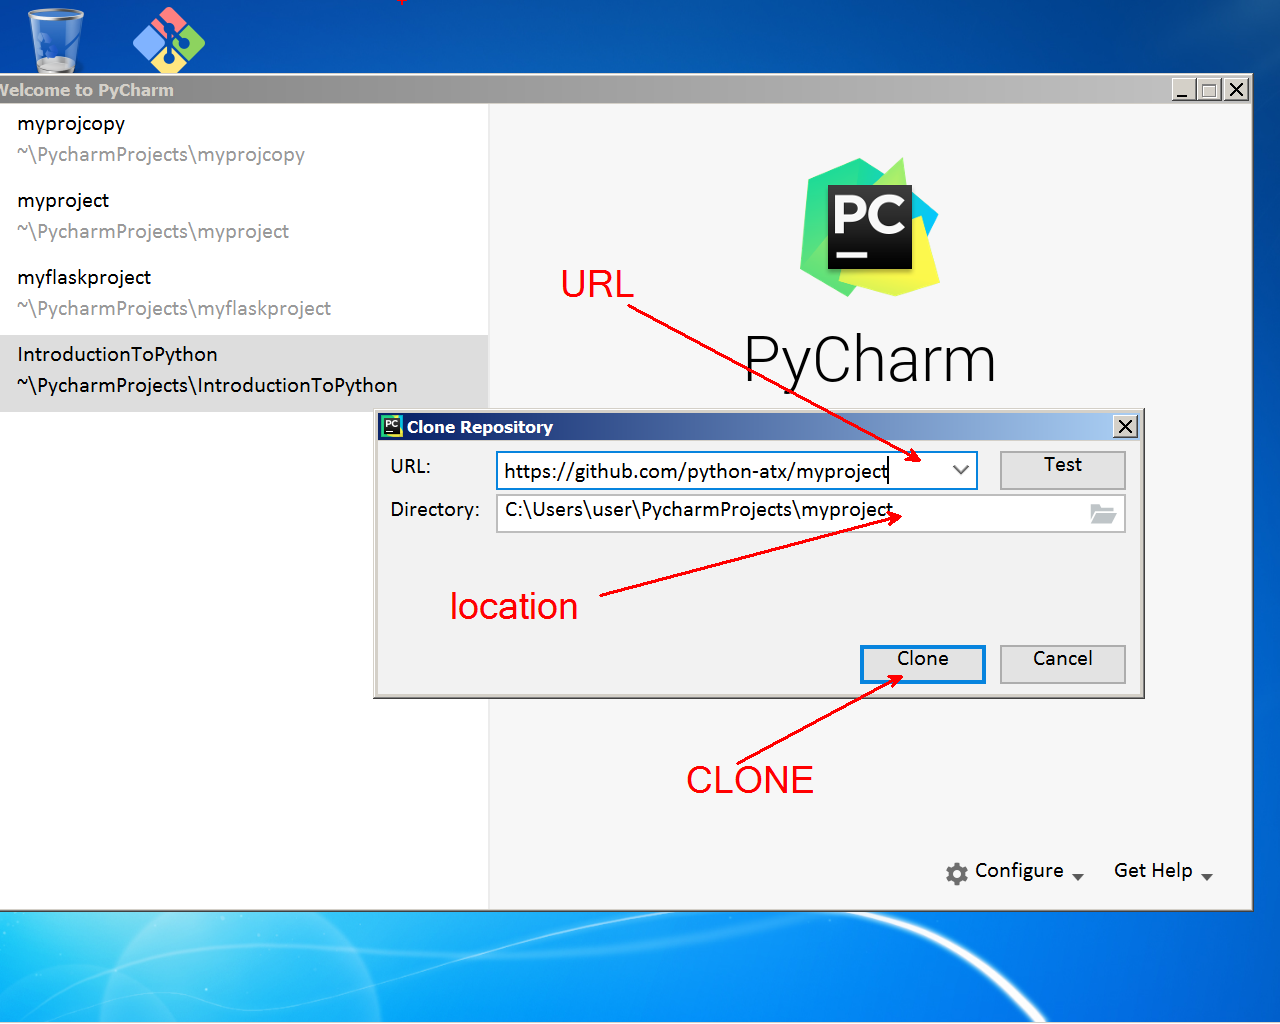 Welcome to PyCharm
myprojcopy
~\PycharmProjects\myprojcopy
myproject
~\PycharmProjects\myproject
myflaskproject
~\PycharmProjects\myflaskproject
IntroductionToPython
~\PycharmProjects\IntroductionToPython
PC
URL
PyCharm
PC Clone Repository
URL: https://github.com/python-atx/myproject Test
Directory: C:\Users\user\PycharmProjects\myproject
location
Clone Cancel
CLONE
Configure Get Help